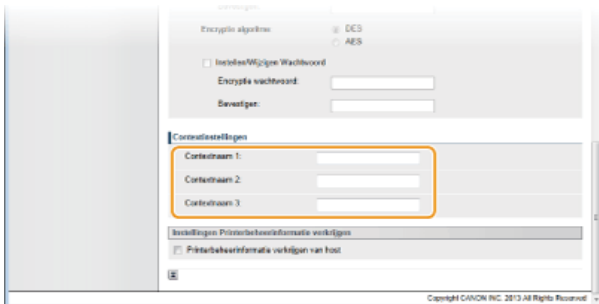 Bevestigen:
Encryptie algoritme: DES
AES
Instellen/Wijzigen Wachtwoord
Encryptie wachtwoord:
Bevestigen:
Contextinstellingen
Contextnaam 1:
Contextnaam 2:
Contextnaam 3:
Instellingen Printerbeheerinformatie verkrijgen
Printerbeheerinformatie verkrijgen van host
Copyright CANON INC. 2013 All Rights Reserved